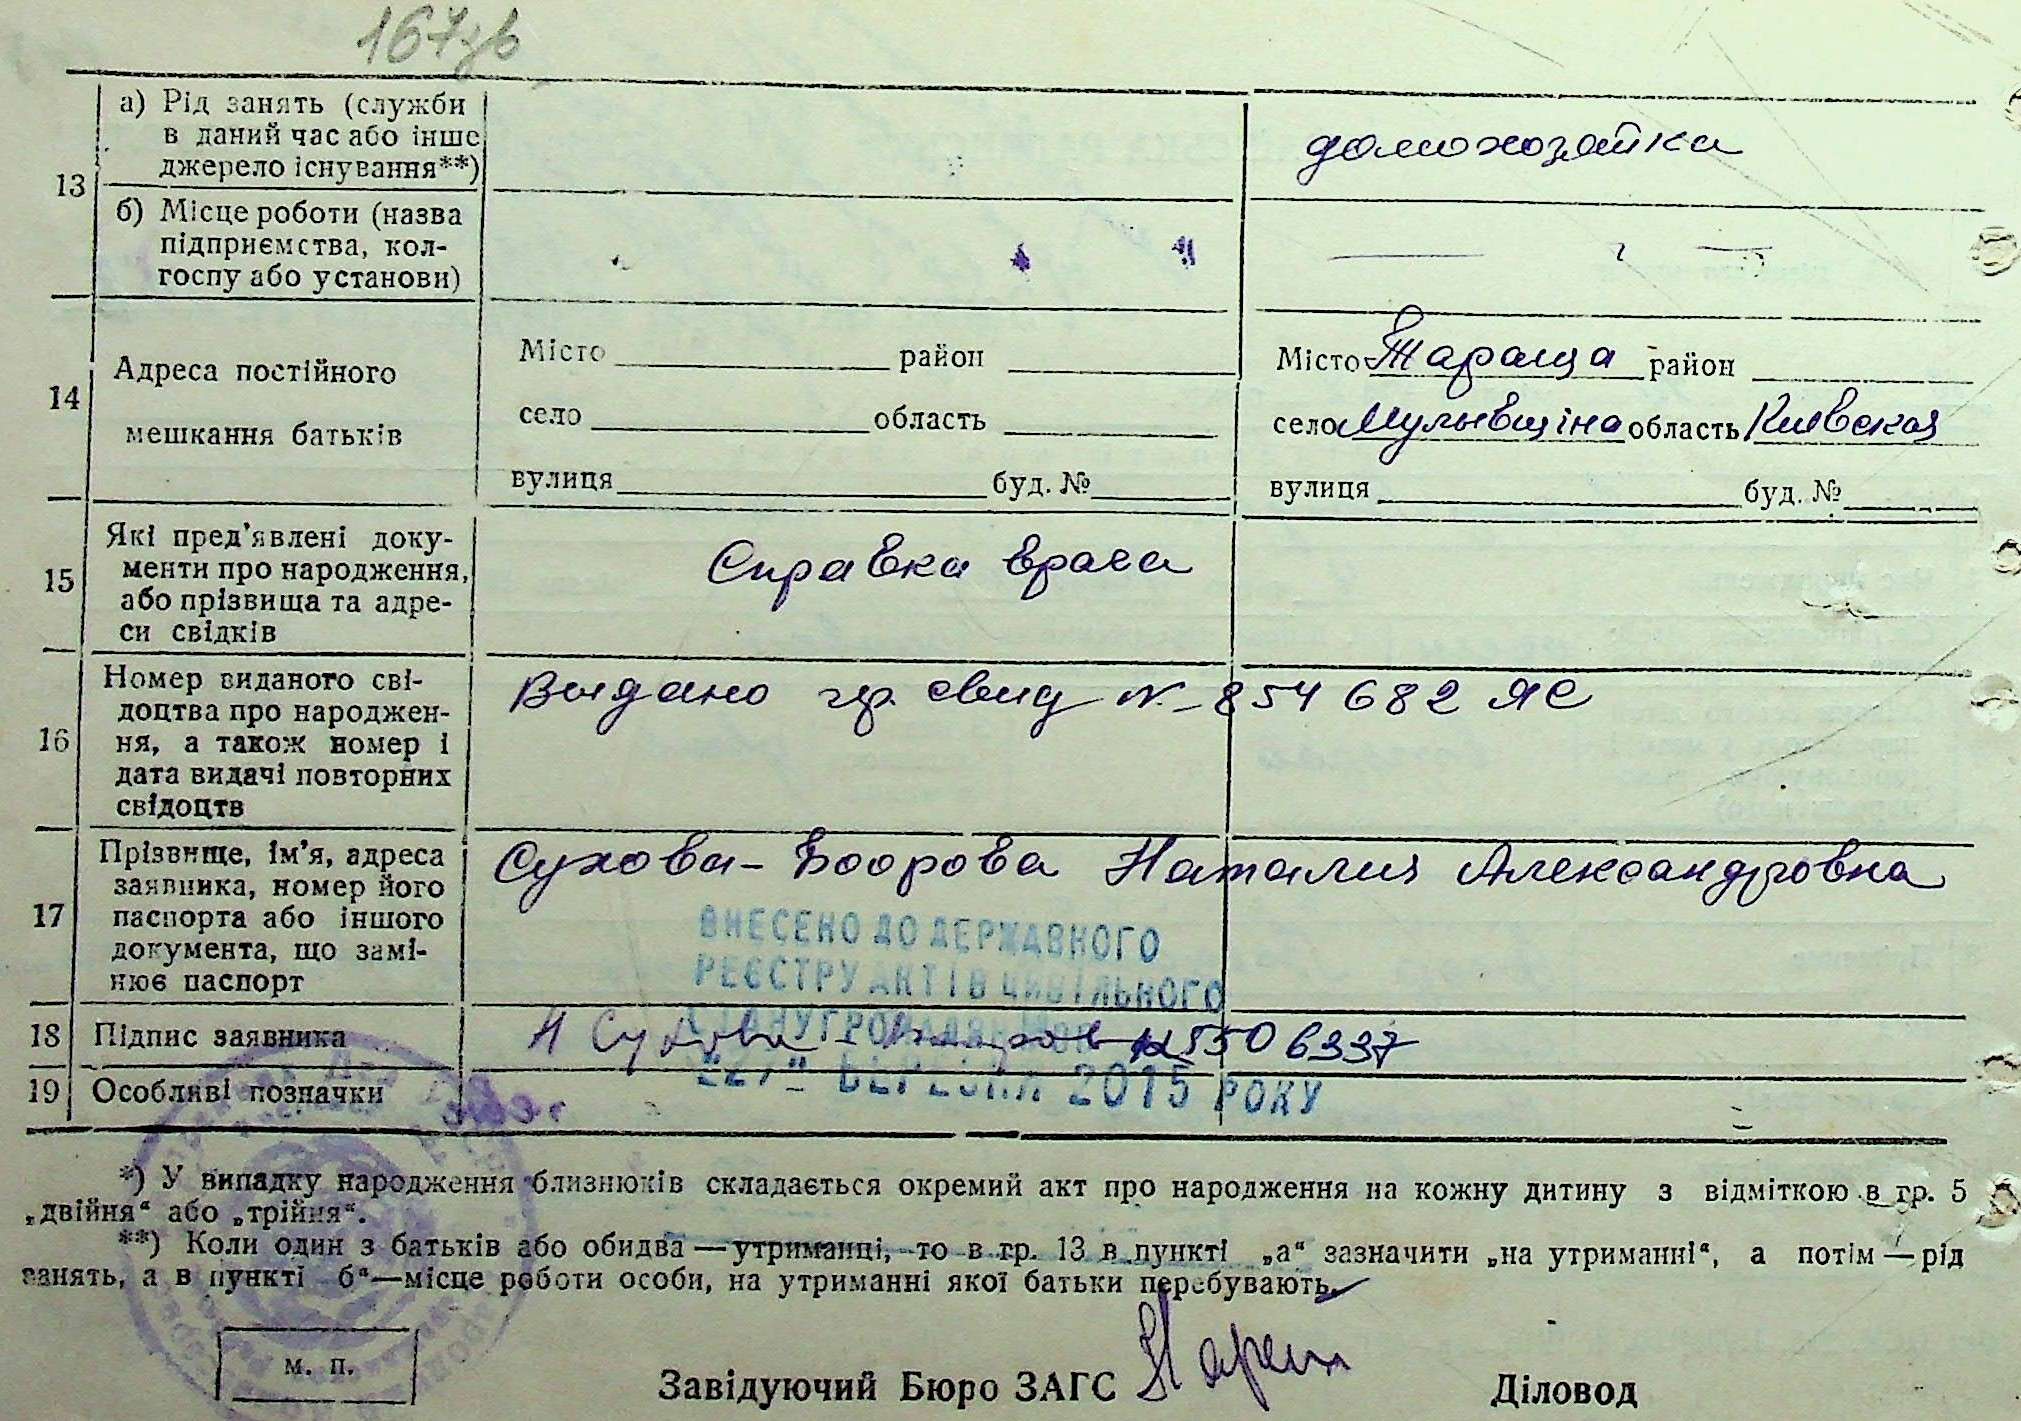 167зв
13 а) Рід занять (служби в даний час або інше джерело існування**) домохозяйка
б) Місце роботи (назва підприємства, колгоспу або установи)
14 Адреса постійного мешкання батьків
Місто район Місто Тараща район
село область село область Киевская
вулиця буд. № вулиця буд. №
15 Які пред'явлені доку-
менти про народження,
або прізвища та адре-
си свідків
Справка врача
16 Номер виданого сві-
доцтва про народжен-
ня, а також номер і
дата видачі повторних
свідоцтв
Выдано гр. свид № 854682 ЯС
17 Прізвище, ім'я, адреса
заявника, номер його
паспорта або іншого
документа, що замі-
нює паспорт
Сухова-Боорова Наталия Александровна
ВНЕСЕНО ДО ДЕРЖАВНОГО
РЕЄСТРУ АКТІВ ЦИВІЛЬНОГО
СТАНУ ГРОМАДЯН
"27" БЕРЕЗНЯ 2015 РОКУ
18 Підпис заявника Н Сухова 5506337
19 Особливі позначки
*) У випадку народження близнюків складається окремий акт про народження на кожну дитину з відміткою в гр. 5
„двійня“ або „трійня“.
**) Коли один з батьків або обидва — утриманці, то в гр. 13 в пункті „а“ зазначити „на утриманні“, а потім — рід
занять, а в пункті б“—місце роботи особи, на утриманні якої батьки перебувають.
м. п.
Завідуючий Бюро ЗАГС Діловод